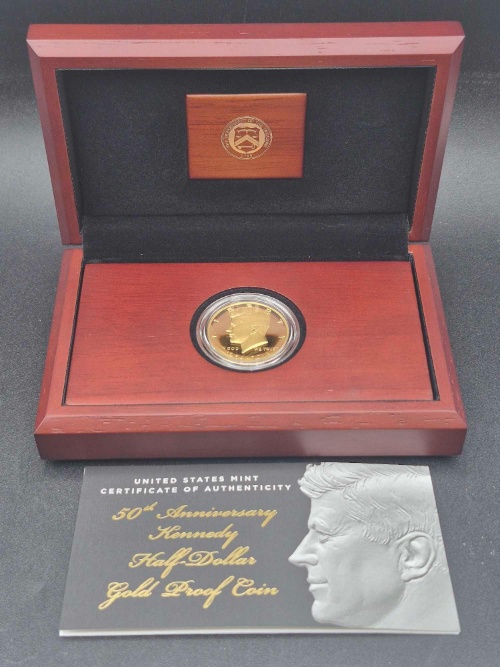 UNITED STATES MINT
CERTIFICATE OF AUTHENTICITY
50th Anniversary
Kennedy
Half-Dollar
Gold Proof Coin